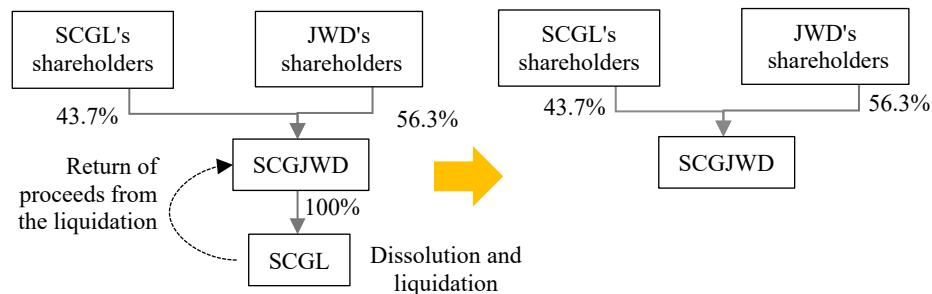 SCGL's
shareholders
JWD's
shareholders
43.7%
56.3%
SCGJWD
Return of
proceeds from
the liquidation
100%
SCGL
Dissolution and
liquidation
SCGL's
shareholders
JWD's
shareholders
43.7%
56.3%
SCGJWD